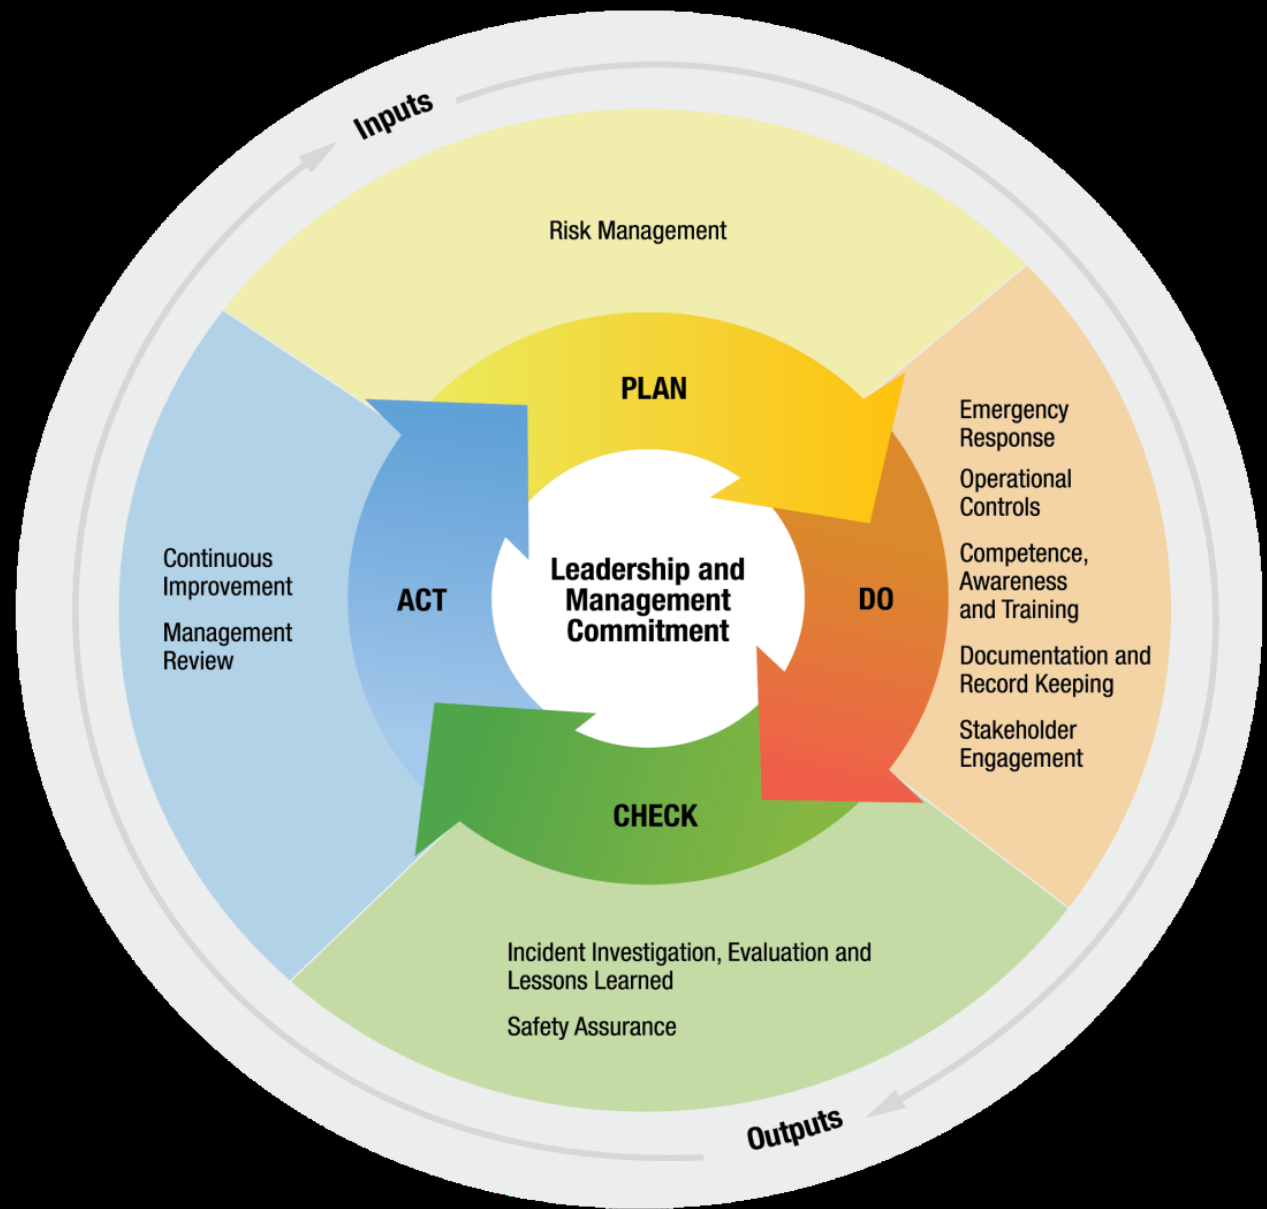 Inputs
Risk Management
PLAN
Emergency
Response
Operational
Controls
Competence,
Awareness
and Training
Documentation and
Record Keeping
Stakeholder
Engagement
DO
Leadership and
Management
Commitment
ACT
Continuous
Improvement
Management
Review
CHECK
Incident Investigation, Evaluation and
Lessons Learned
Safety Assurance
Outputs